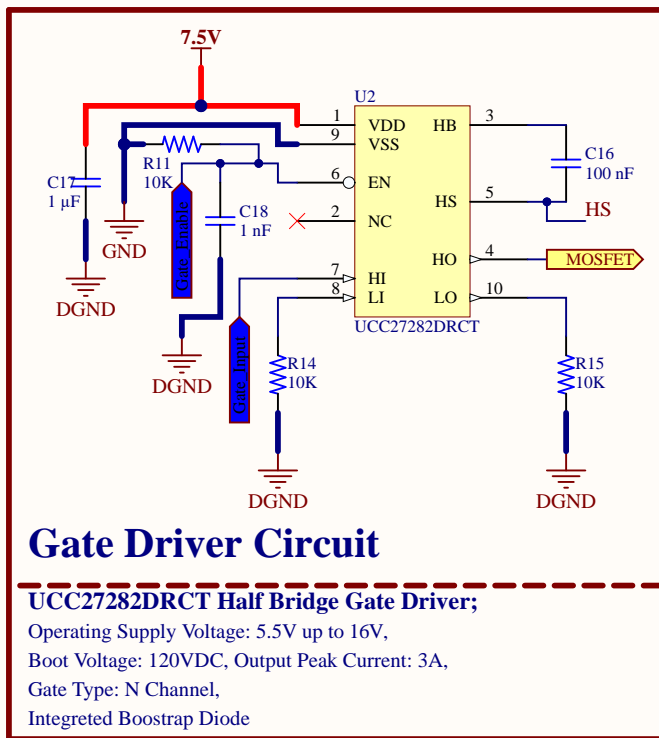 7.5V
U2
1 VDD HB 3
9 VSS
R11
10K
C17
1 µF
6 EN
C16
100 nF
HS 5
HS
C18
1 nF
2 NC
GND
Gate_Enable
HO 4 MOSFET
DGND
7 HI
8 LI LO 10
UCC27282DRCT
Gate_Input
DGND
R14
10K
R15
10K
DGND
DGND
Gate Driver Circuit
UCC27282DRCT Half Bridge Gate Driver;
Operating Supply Voltage: 5.5V up to 16V,
Boot Voltage: 120VDC, Output Peak Current: 3A,
Gate Type: N Channel,
Integreted Boostrap Diode